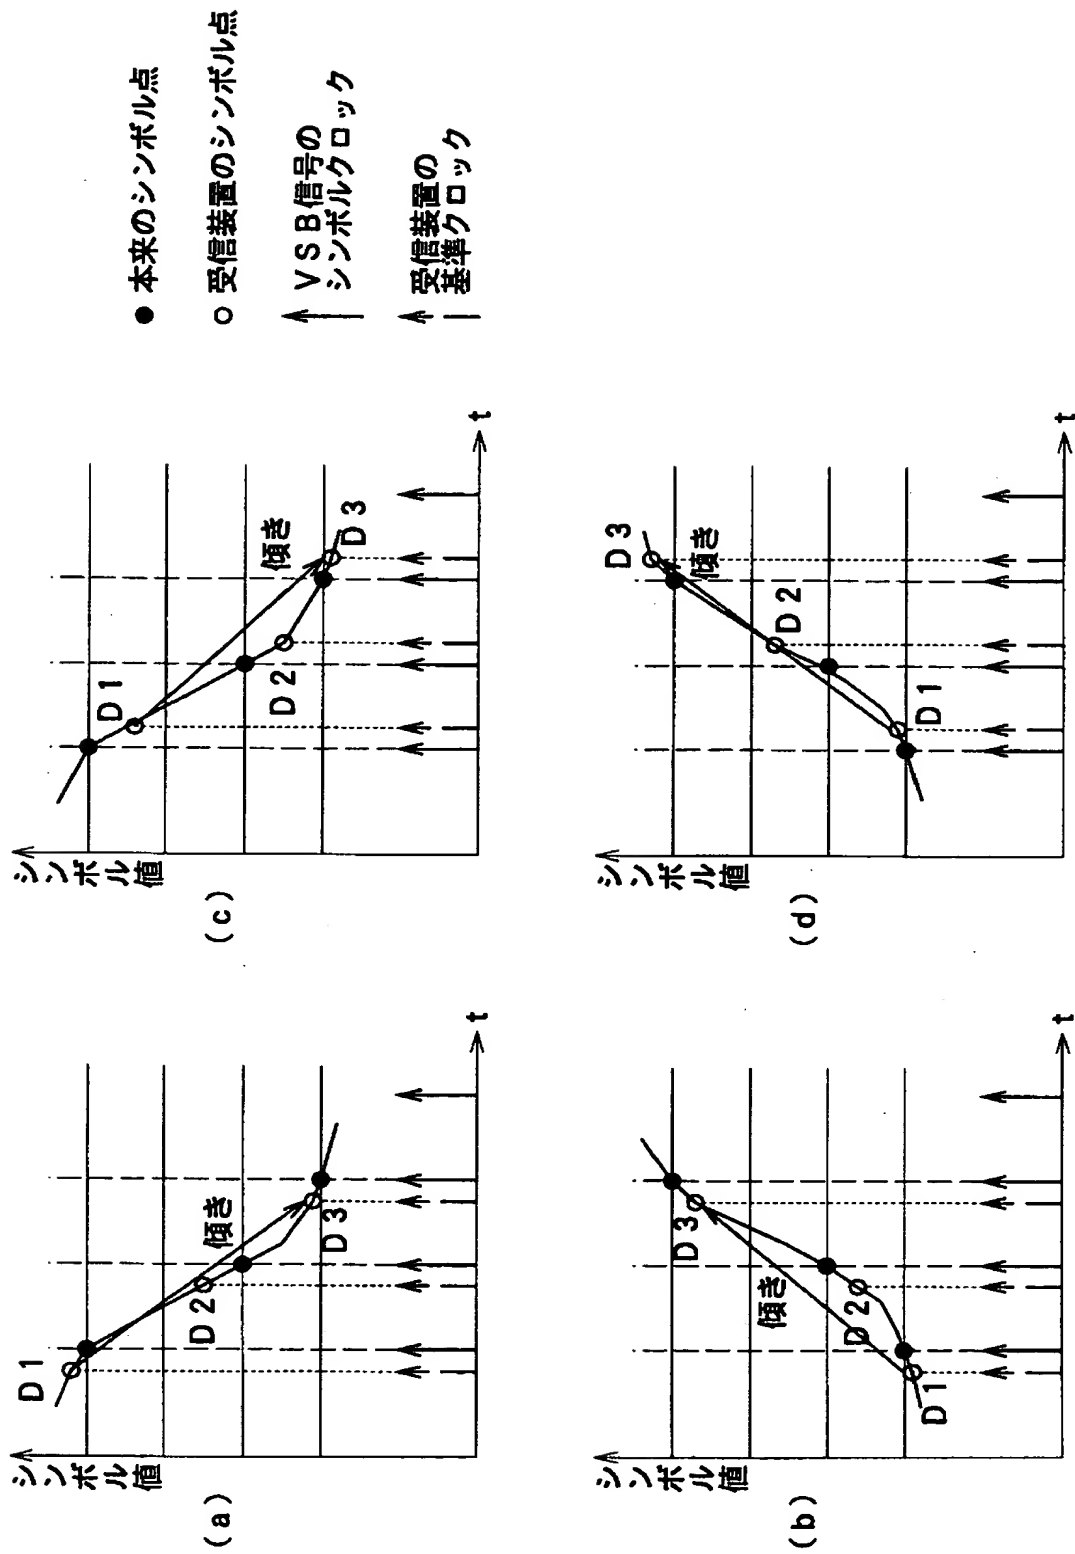 シンボル値
D1
D2
傾き
D3
t
(a)
シンボル値
D1
D2
傾き
D3
t
(b)
シンボル値
D1
D2
傾き
D3
t
(c)
シンボル値
D1
D2
傾き
D3
t
(d)
● 本来のシンボル点
○ 受信装置のシンボル点
VSB信号の
シンボルクロック
受信装置の
基準クロック